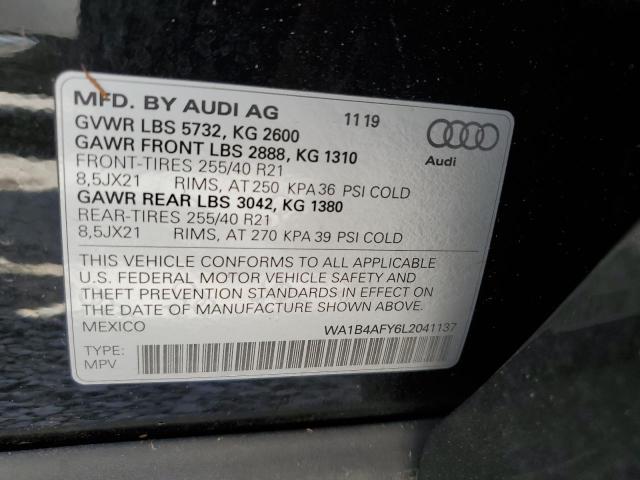 MFD. BY AUDI AG 11 19
GVWR LBS 5732, KG 2600
GAWR FRONT LBS 2888, KG 1310
Audi
FRONT-TIRES 255/40 R21
8,5JX21 RIMS, AT 250 KPA 36 PSI COLD
GAWR REAR LBS 3042, KG 1380
REAR-TIRES 255/40 R21
8,5JX21 RIMS, AT 270 KPA 39 PSI COLD
THIS VEHICLE CONFORMS TO ALL APPLICABLE
U.S. FEDERAL MOTOR VEHICLE SAFETY AND
THEFT PREVENTION STANDARDS IN EFFECT ON
THE DATE OF MANUFACTURE SHOWN ABOVE.
MEXICO WA1B4AFY6L2041137
TYPE:
MPV